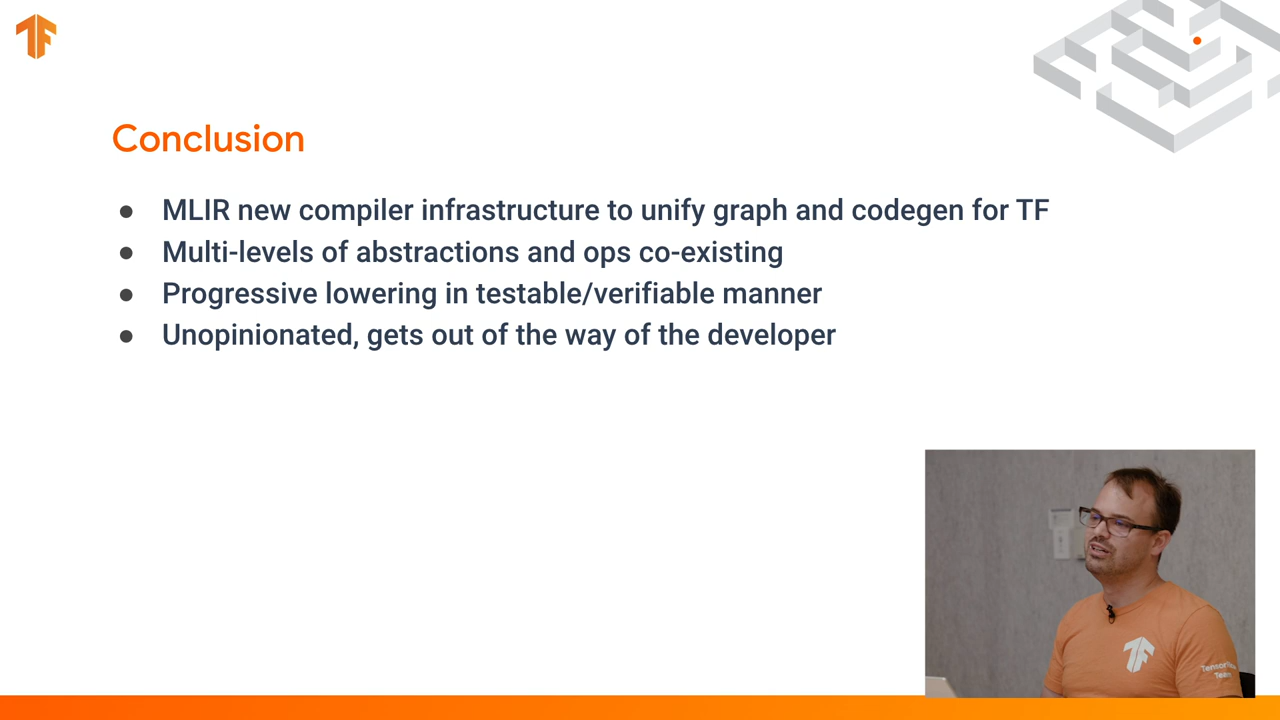 Conclusion
● MLIR new compiler infrastructure to unify graph and codegen for TF
● Multi-levels of abstractions and ops co-existing
● Progressive lowering in testable/verifiable manner
● Unopinionated, gets out of the way of the developer
Team